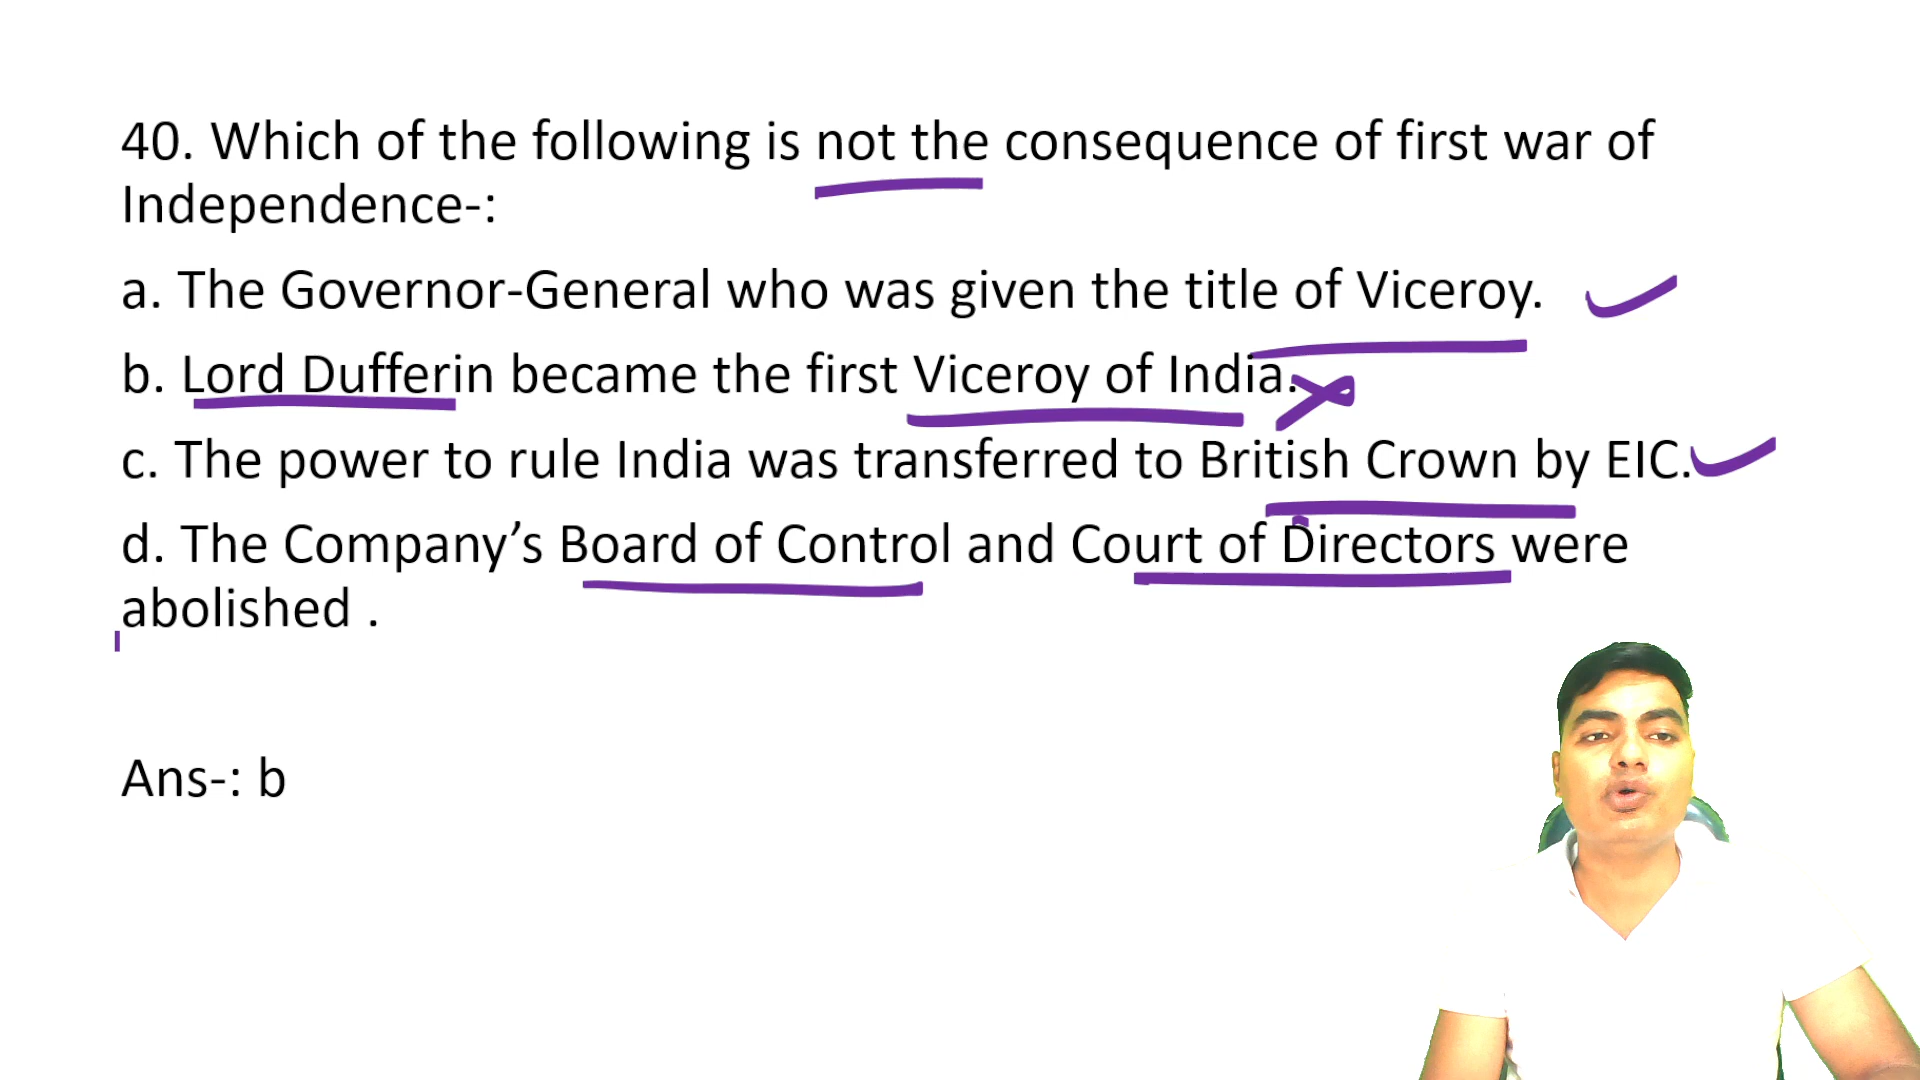 40. Which of the following is not the consequence of first war of
Independence-:
a. The Governor-General who was given the title of Viceroy.
b. Lord Dufferin became the first Viceroy of India.
c. The power to rule India was transferred to British Crown by EIC.
d. The Company’s Board of Control and Court of Directors were
abolished .
Ans-: b